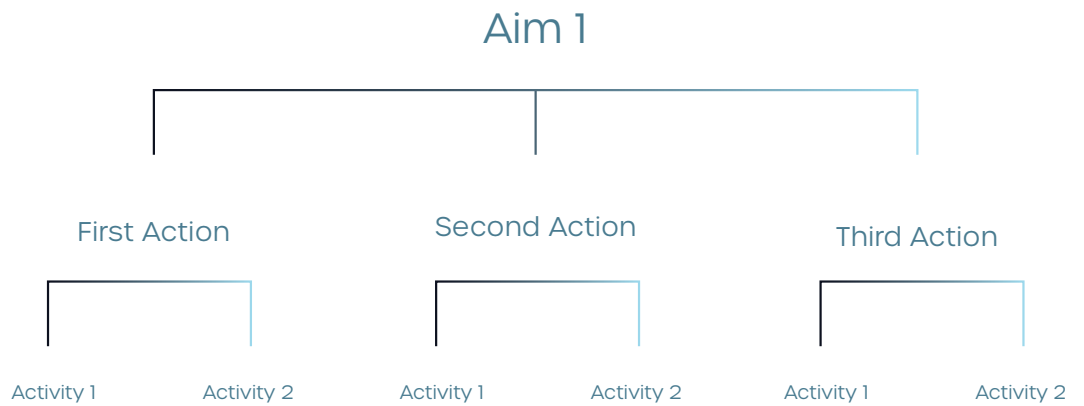 Aim 1
First Action
Second Action
Third Action
Activity 1
Activity 2
Activity 1
Activity 2
Activity 1
Activity 2